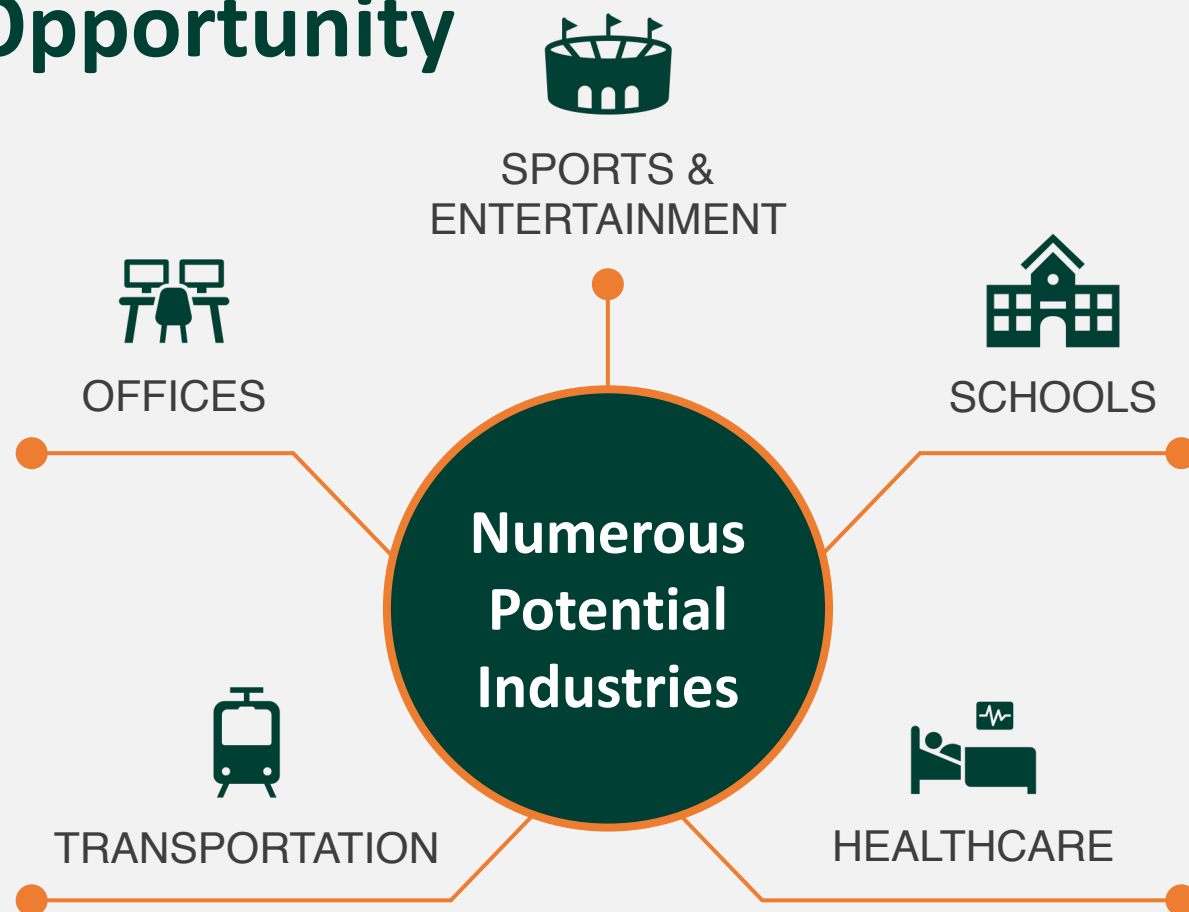 Opportunity
SPORTS &
ENTERTAINMENT
OFFICES
SCHOOLS
Numerous
Potential
Industries
TRANSPORTATION
HEALTHCARE